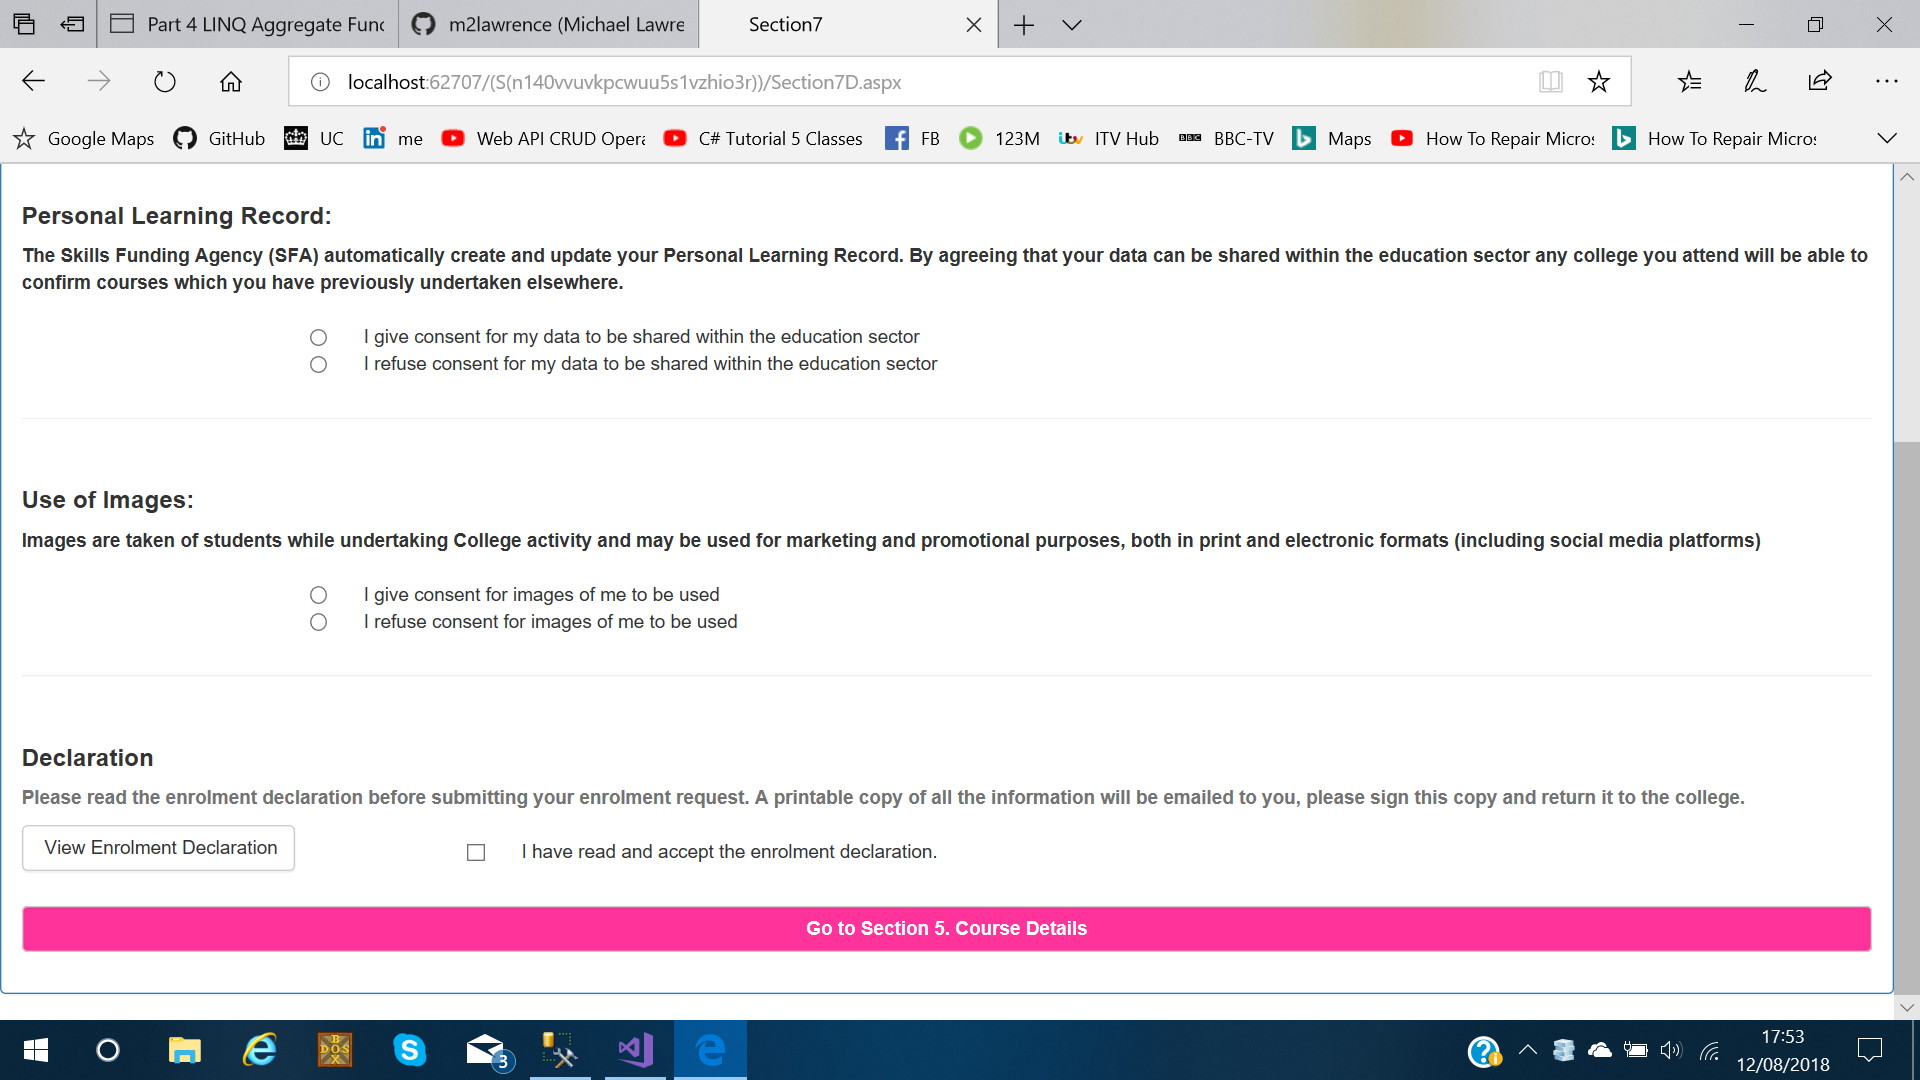 Part 4 LINQ Aggregate Func
m2lawrence (Michael Lawre
Section7
localhost:62707/(S(n140vvuvkpcwuu5s1vzhio3r))/Section7D.aspx
Google Maps
GitHub
UC
me
Web API CRUD Opera
C# Tutorial 5 Classes
FB
123M
itv
ITV Hub
BBC
BBC-TV
Maps
How To Repair Micros
How To Repair Micros
Personal Learning Record:
The Skills Funding Agency (SFA) automatically create and update your Personal Learning Record. By agreeing that your data can be shared within the education sector any college you attend will be able to
confirm courses which you have previously undertaken elsewhere.
I give consent for my data to be shared within the education sector
I refuse consent for my data to be shared within the education sector
Use of Images:
Images are taken of students while undertaking College activity and may be used for marketing and promotional purposes, both in print and electronic formats (including social media platforms)
I give consent for images of me to be used
I refuse consent for images of me to be used
Declaration
Please read the enrolment declaration before submitting your enrolment request. A printable copy of all the information will be emailed to you, please sign this copy and return it to the college.
View Enrolment Declaration
I have read and accept the enrolment declaration.
Go to Section 5. Course Details
DOS
BOX
3
17:53
12/08/2018